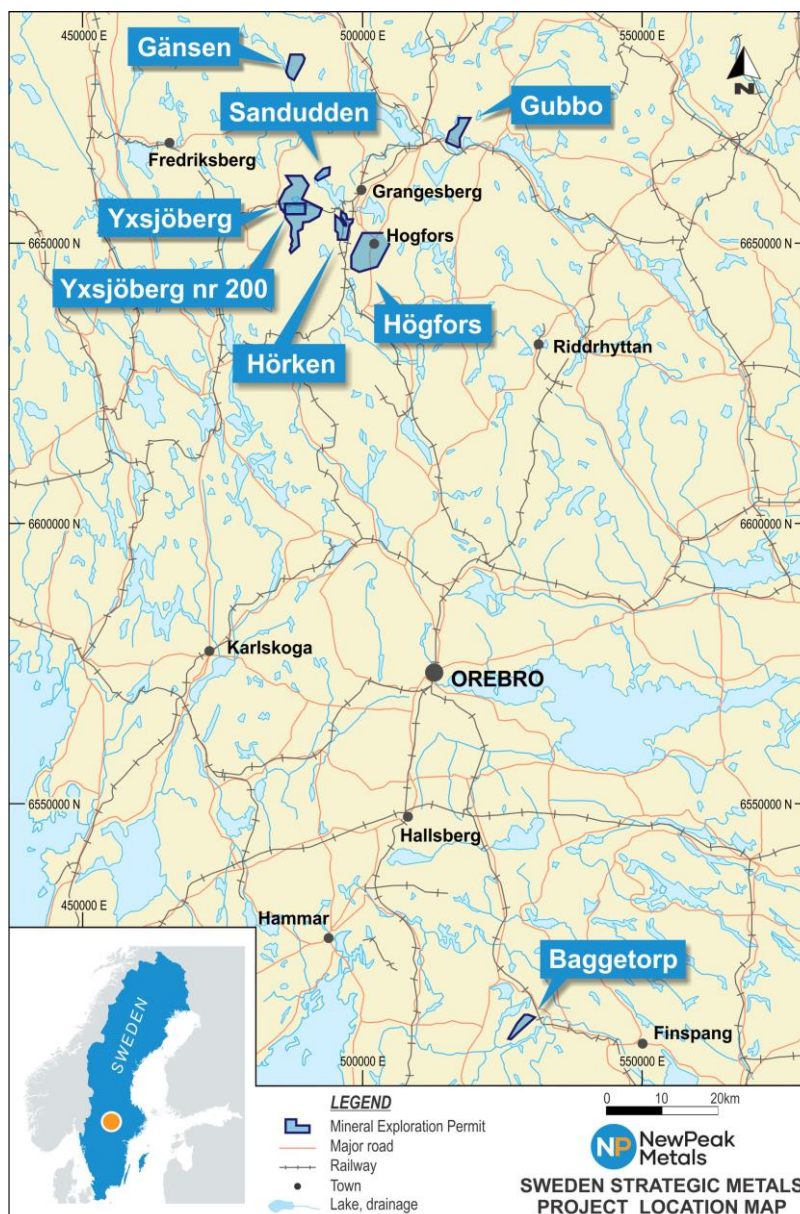 450000 E
500000 E
550000 E
Gänsen
N
Sandudden
Gubbo
Fredriksberg
Grangesberg
Yxsjöberg
6650000 N
Hogfors
6650000 N
Yxsjöberg nr 200
Högfors
Hörken
Riddrhyttan
6600000 N
6600000 N
Karlskoga
OREBRO
6550000 N
6550000 N
Hallsberg
450000 E
Hammar
Baggetorp
SWEDEN
Finspang
500000 E
550000 E
LEGEND
Mineral Exploration Permit
Major road
Railway
Town
Lake, drainage
0 10 20km
NP NewPeak
Metals
SWEDEN STRATEGIC METALS
PROJECT LOCATION MAP